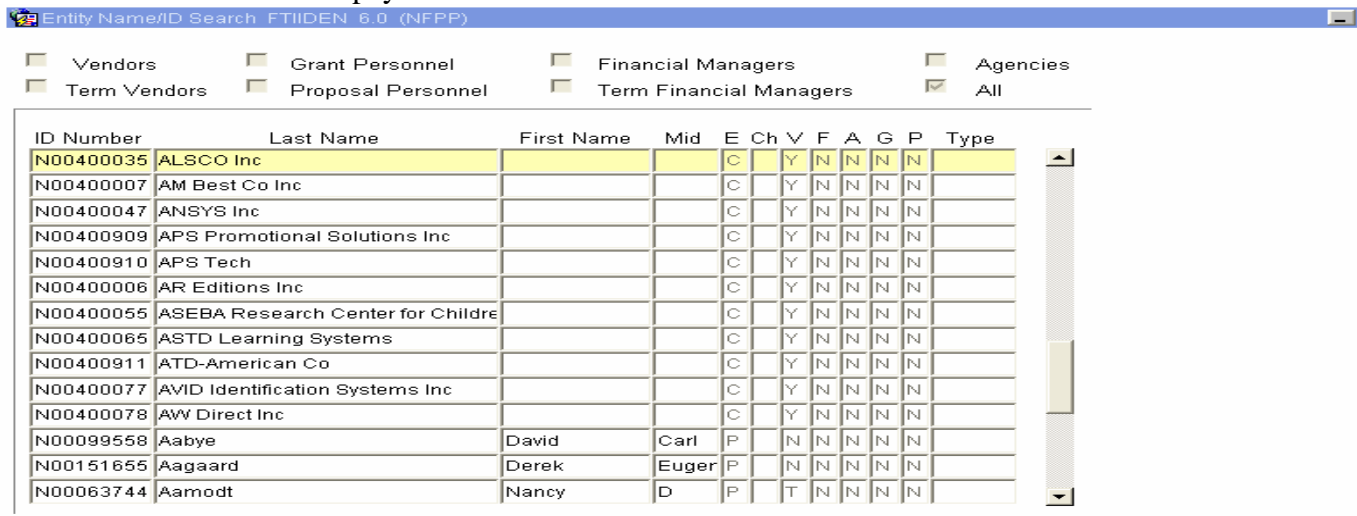 Entity Name/ID Search FTIIDEN 6.0 (NFPP)
Vendors Grant Personnel Financial Managers Agencies
Term Vendors Proposal Personnel Term Financial Managers All
ID Number Last Name First Name Mid E Ch V F A G P Type
N00400035 ALSCO Inc C Y N N N N
N00400007 AM Best Co Inc C Y N N N N
N00400047 ANSYS Inc C Y N N N N
N00400909 APS Promotional Solutions Inc C Y N N N N
N00400910 APS Tech C Y N N N N
N00400006 AR Editions Inc C Y N N N N
N00400055 ASEBA Research Center for Childre C Y N N N N
N00400065 ASTD Learning Systems C Y N N N N
N00400911 ATD-American Co C Y N N N N
N00400077 AVID Identification Systems Inc C Y N N N N
N00400078 AW Direct Inc C Y N N N N
N00099558 Aabye David Carl P N N N N N
N00151655 Aagaard Derek Euger P N N N N N
N00063744 Aamodt Nancy D P T N N N N